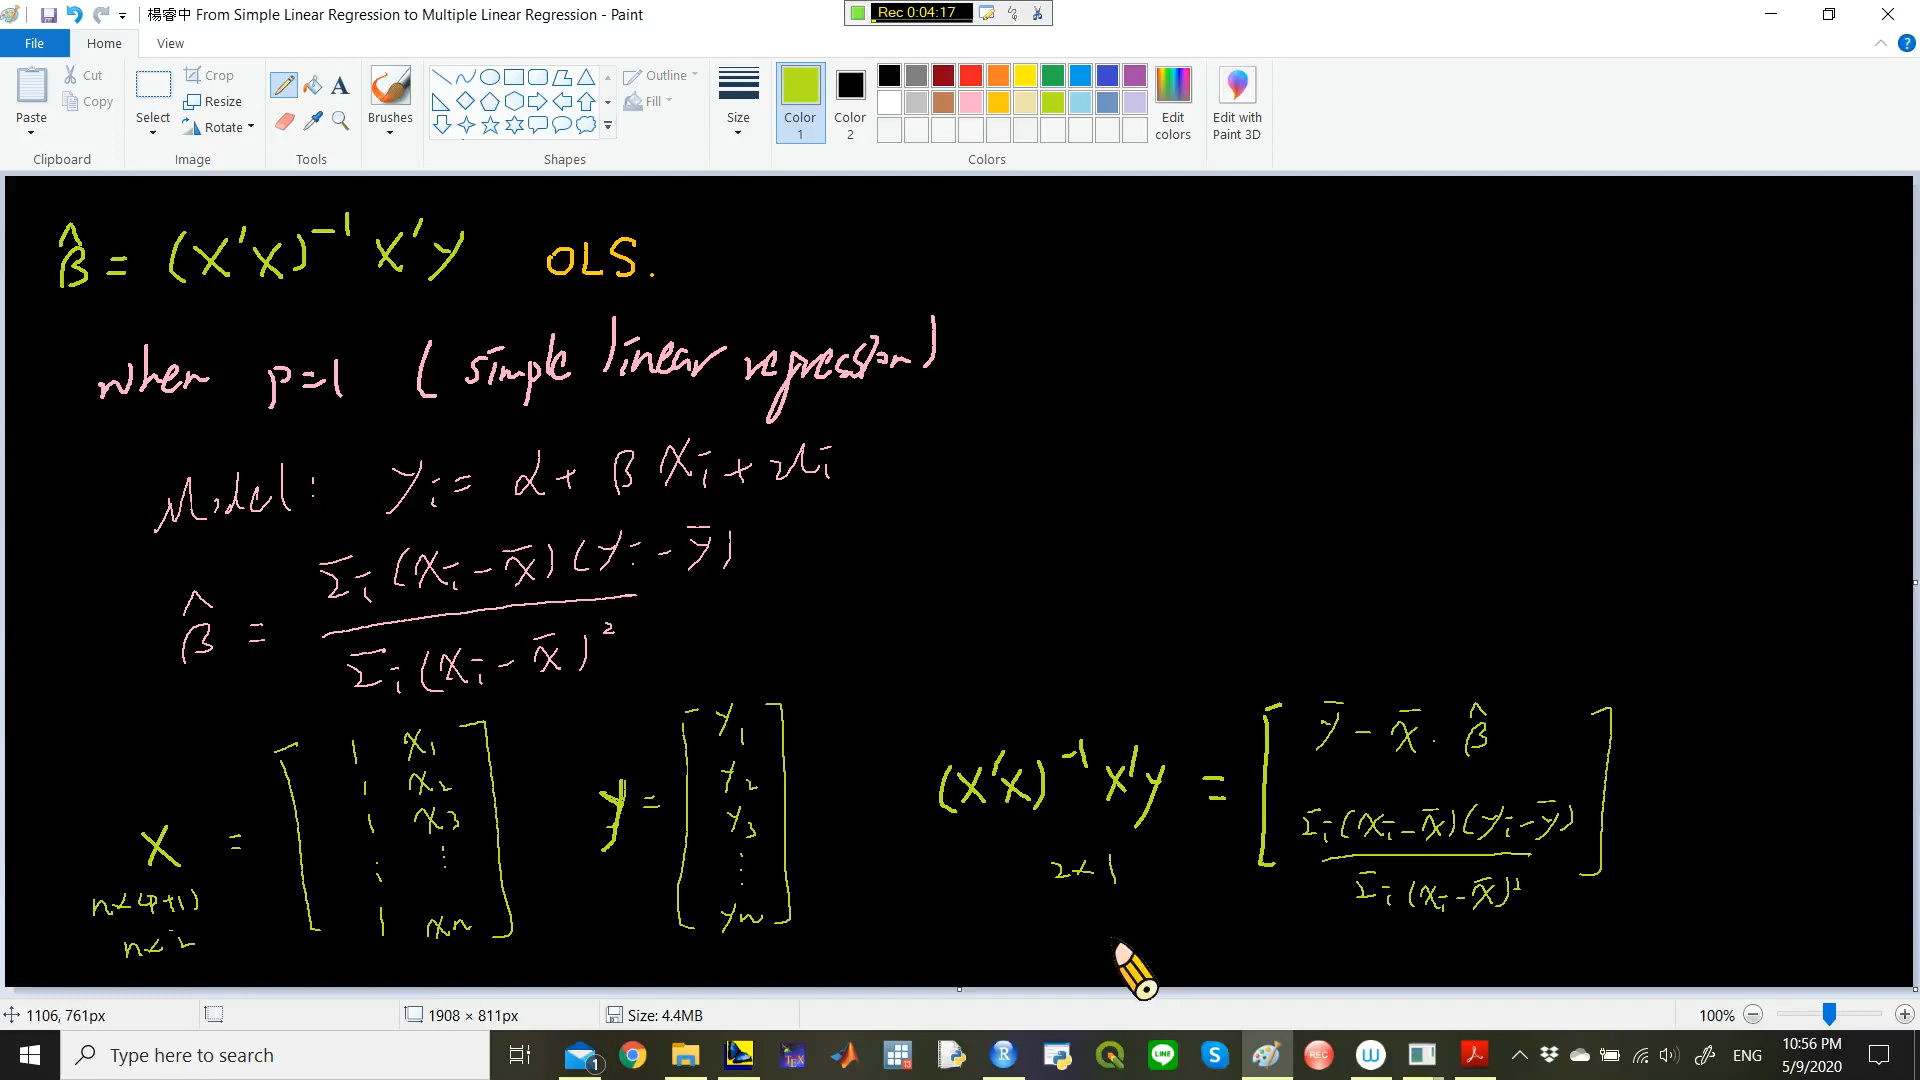 楊睿中 From Simple Linear Regression to Multiple Linear Regression - Paint
Rec 0:04:17
File Home View
Paste
Cut
Copy
Clipboard
Select
Crop
Resize
Rotate
Image
Tools
Brushes
Outline
Fill
Shapes
Size
Color 1
Color 2
Colors
Edit colors
Edit with Paint 3D
β̂ = (X'X)⁻¹ X'y OLS.
when p=1 (simple linear regression)
Model: yᵢ = α + β xᵢ + uᵢ
β̂ = Σᵢ (xᵢ - x̄)(yᵢ - ȳ) / Σᵢ (xᵢ - x̄)²
X = [1 x₁
1 x₂
1 x₃
⋮ ⋮
1 xn]
n×(p+1)
n×2
y = [y₁
y₂
y₃
⋮
yn]
(X'X)⁻¹ X'y = [ȳ - x̄ · β̂
Σᵢ (xᵢ - x̄)(yᵢ - ȳ) / Σᵢ (xᵢ - x̄)²]
2×1
1106, 761px
1908 × 811px
Size: 4.4MB
100%
Type here to search
1
TEX
13
R
LINE
S
REC
W
ENG
10:56 PM
5/9/2020